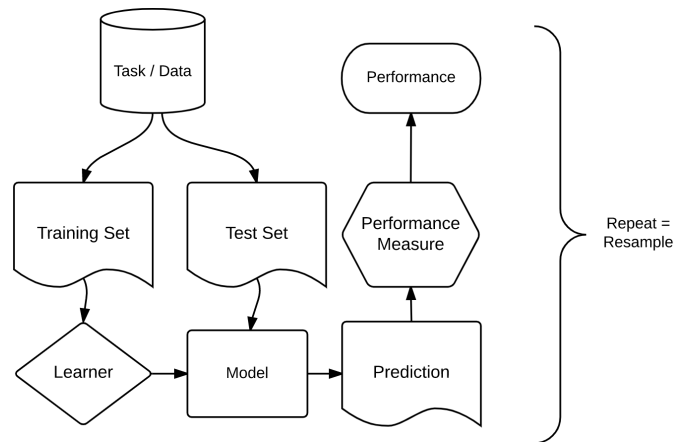 Task / Data
Performance
Training Set
Test Set
Performance
Measure
Repeat =
Resample
Learner
Model
Prediction